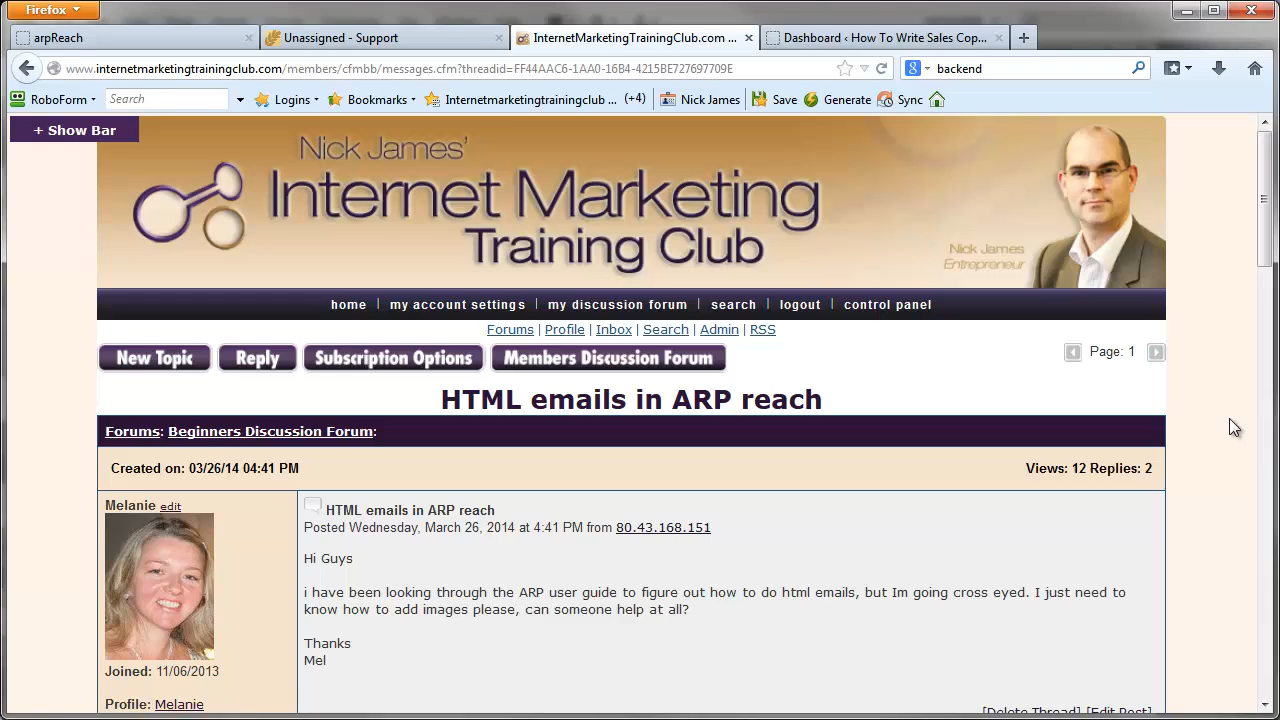 Firefox
arpReach
Unassigned - Support
InternetMarketingTrainingClub.com ...
Dashboard ‹ How To Write Sales Cop...
www.internetmarketingtrainingclub.com/members/cfmbb/messages.cfm?threadid=FF44AAC6-1AA0-16B4-4215BE727697709E
backend
RoboForm
Search
Logins
Bookmarks
Internetmarketingtrainingclub ...
(+4)
Nick James
Save
Generate
Sync
+ Show Bar
Nick James'
Internet Marketing
Training Club
Nick James
Entrepreneur
home | my account settings | my discussion forum | search | logout | control panel
Forums | Profile | Inbox | Search | Admin | RSS
New Topic
Reply
Subscription Options
Members Discussion Forum
Page: 1
HTML emails in ARP reach
Forums: Beginners Discussion Forum:
Created on: 03/26/14 04:41 PM
Views: 12 Replies: 2
Melanie edit
HTML emails in ARP reach
Posted Wednesday, March 26, 2014 at 4:41 PM from 80.43.168.151
Hi Guys
i have been looking through the ARP user guide to figure out how to do html emails, but Im going cross eyed. I just need to
know how to add images please, can someone help at all?
Thanks
Mel
Joined: 11/06/2013
Profile: Melanie
[Delete Thread] [Edit Post]